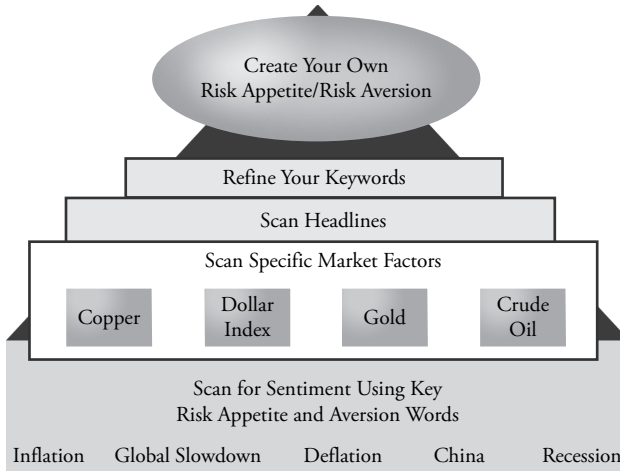 Create Your Own
Risk Appetite/Risk Aversion
Refine Your Keywords
Scan Headlines
Scan Specific Market Factors
Copper
Dollar
Index
Gold
Crude
Oil
Scan for Sentiment Using Key
Risk Appetite and Aversion Words
Inflation Global Slowdown Deflation China Recession